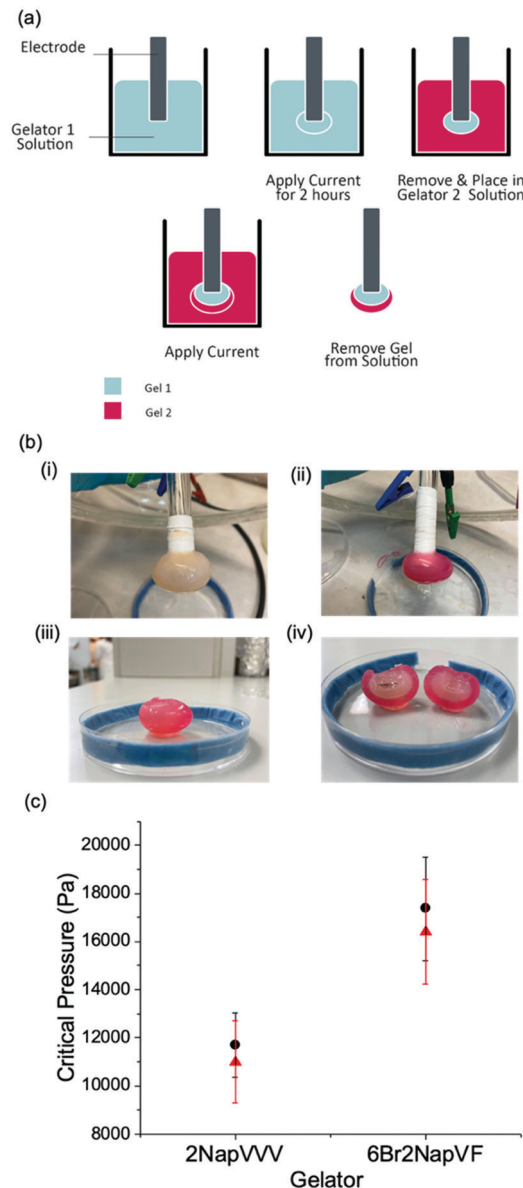 (a)
Electrode
Gelator 1
Solution
Apply Current
for 2 hours
Remove & Place in
Gelator 2 Solution
Apply Current
Remove Gel
from Solution
Gel 1
Gel 2
(b)
(i)
(ii)
(iii)
(iv)
(c)
Critical Pressure (Pa)
20000
18000
16000
14000
12000
10000
8000
2NapVVV
6Br2NapVF
Gelator